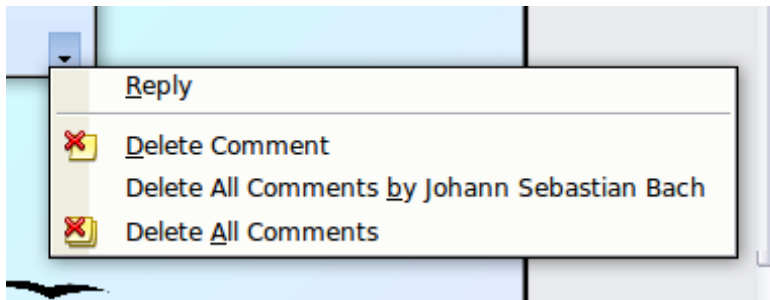 Reply
Delete Comment
Delete All Comments by Johann Sebastian Bach
Delete All Comments